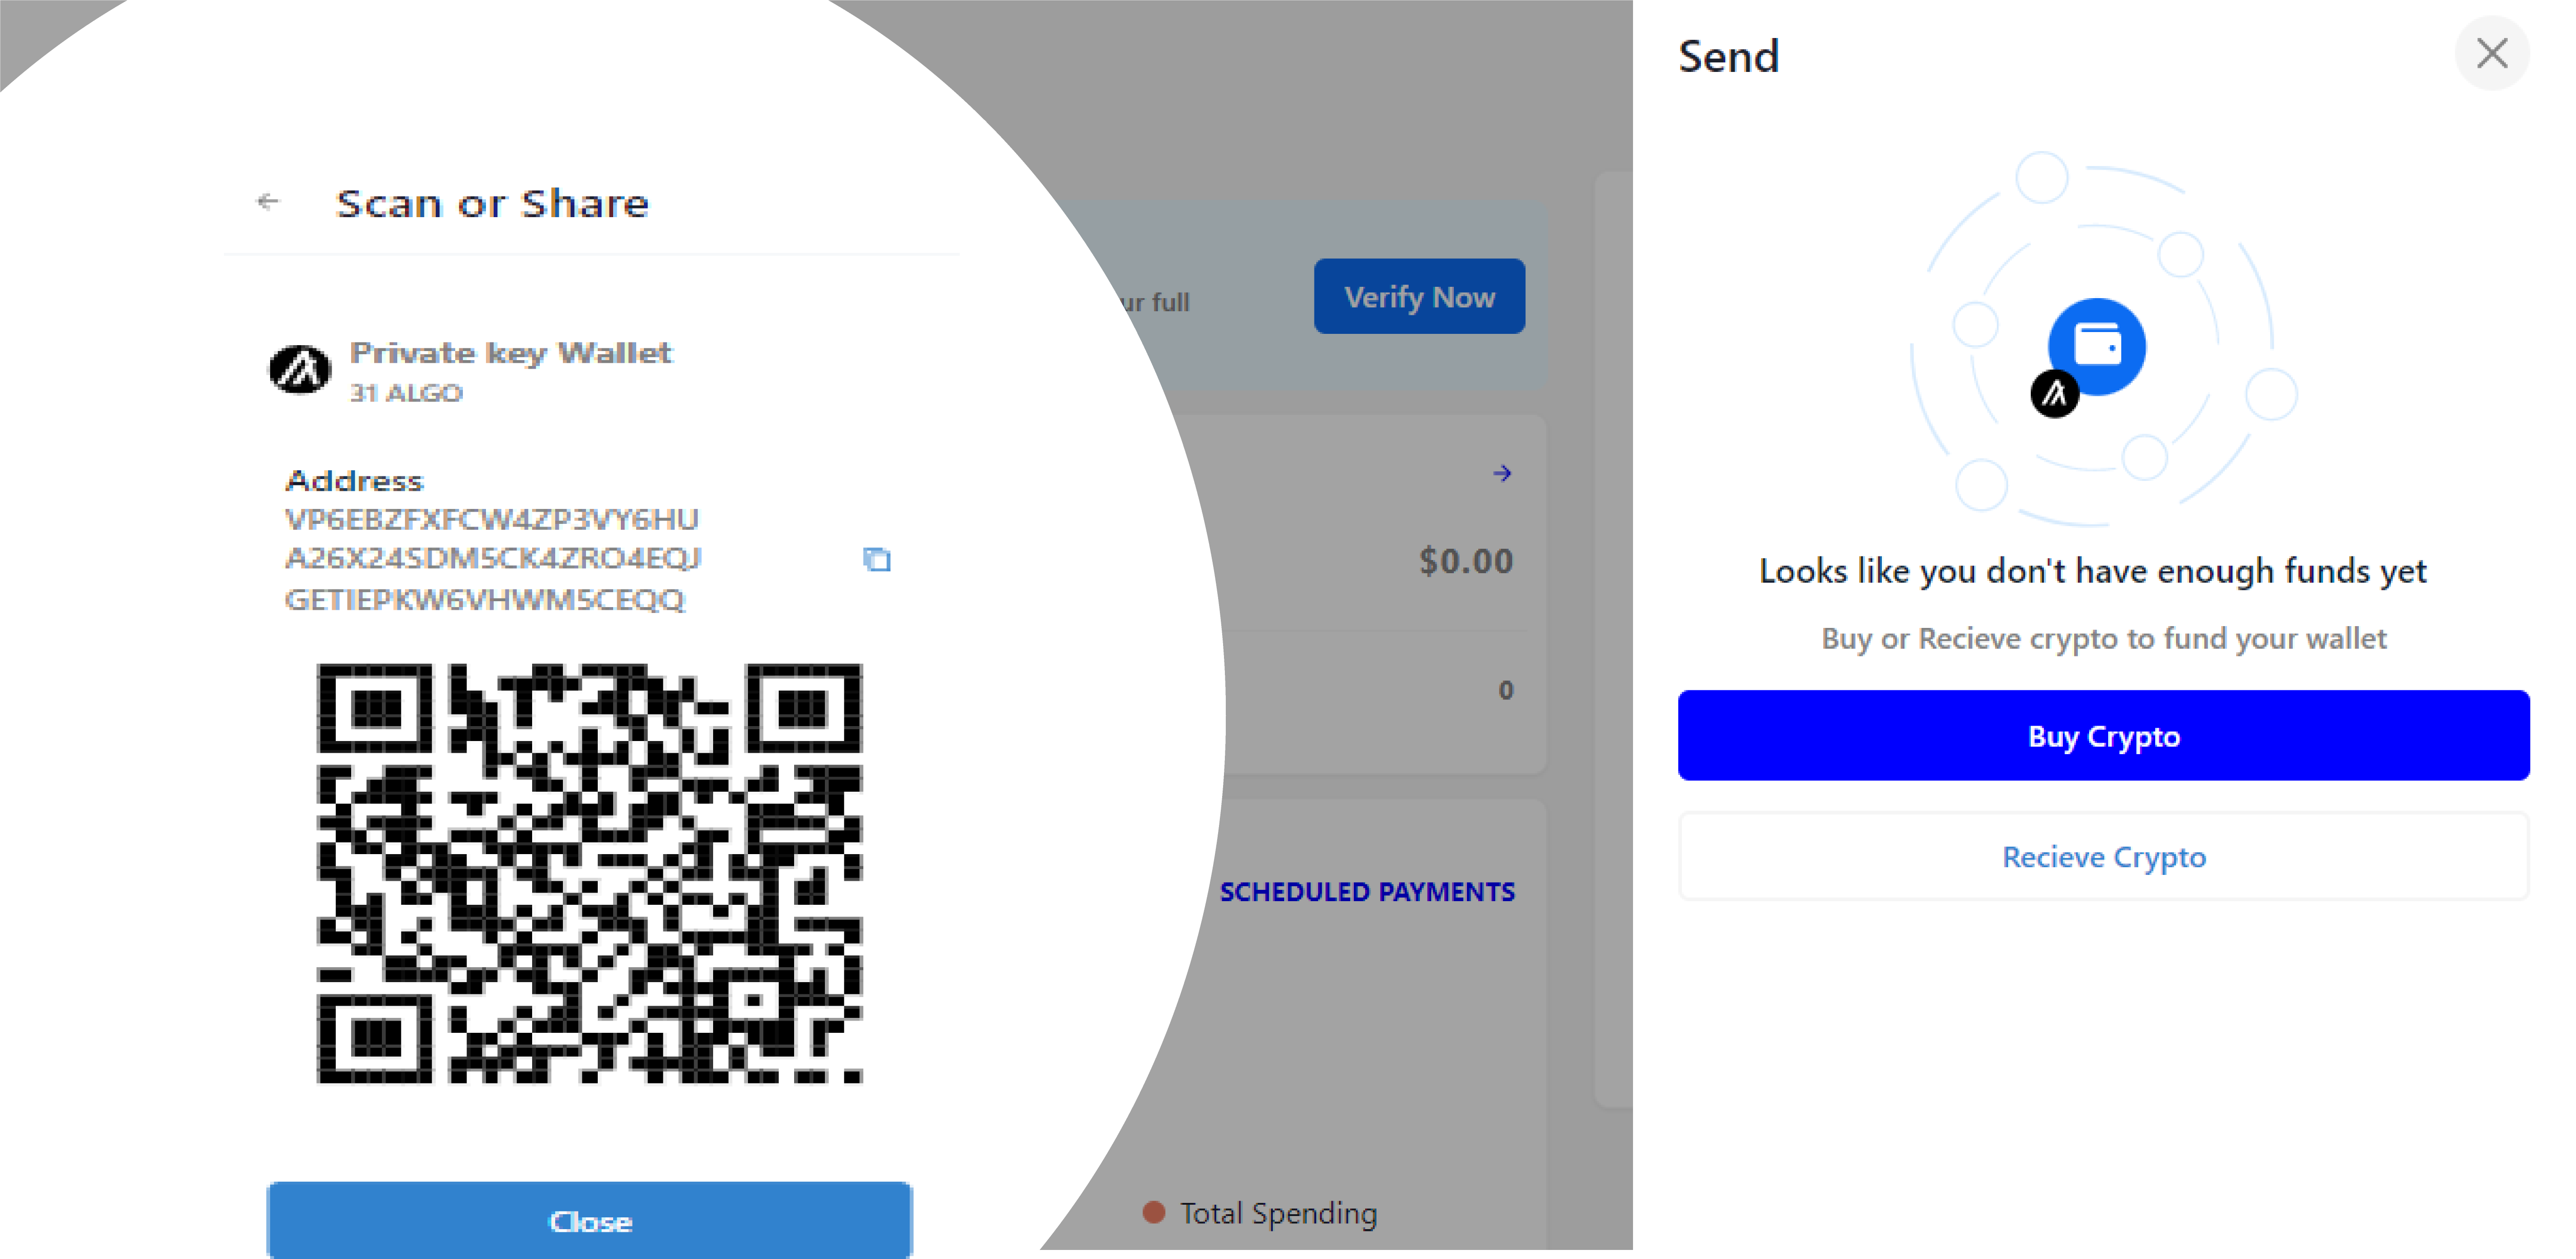 Scan or Share
Private key Wallet
31 ALGO
Address
VP6EBZFXFCW4ZP3VY6HU
A26X24SDM5CK4ZRO4EQJ
GETIEPKW6VHWM5CEQQ
Close
ur full
Verify Now
$0.00
0
SCHEDULED PAYMENTS
Total Spending
Send
Looks like you don't have enough funds yet
Buy or Recieve crypto to fund your wallet
Buy Crypto
Recieve Crypto